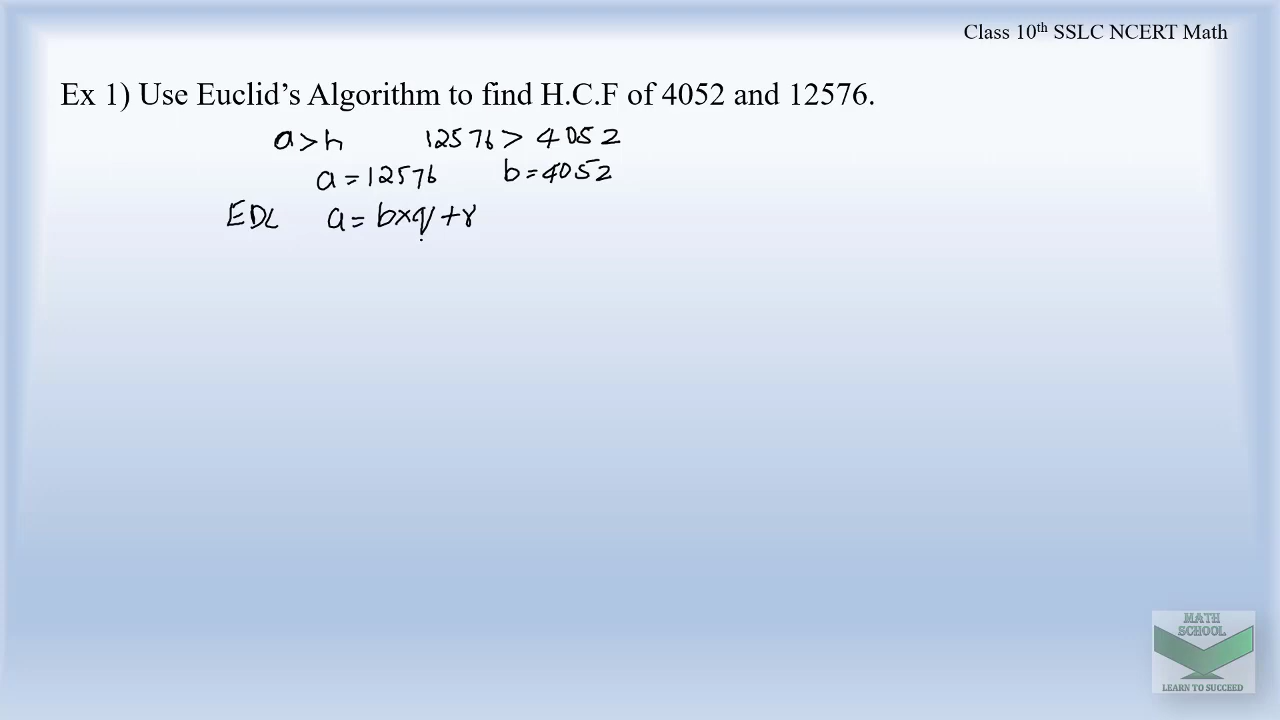 Class 10th SSLC NCERT Math
Ex 1) Use Euclid’s Algorithm to find H.C.F of 4052 and 12576.
a > b 12576 > 4052
a = 12576 b = 4052
EDL a = b×q + r
MATH
SCHOOL
LEARN TO SUCCEED